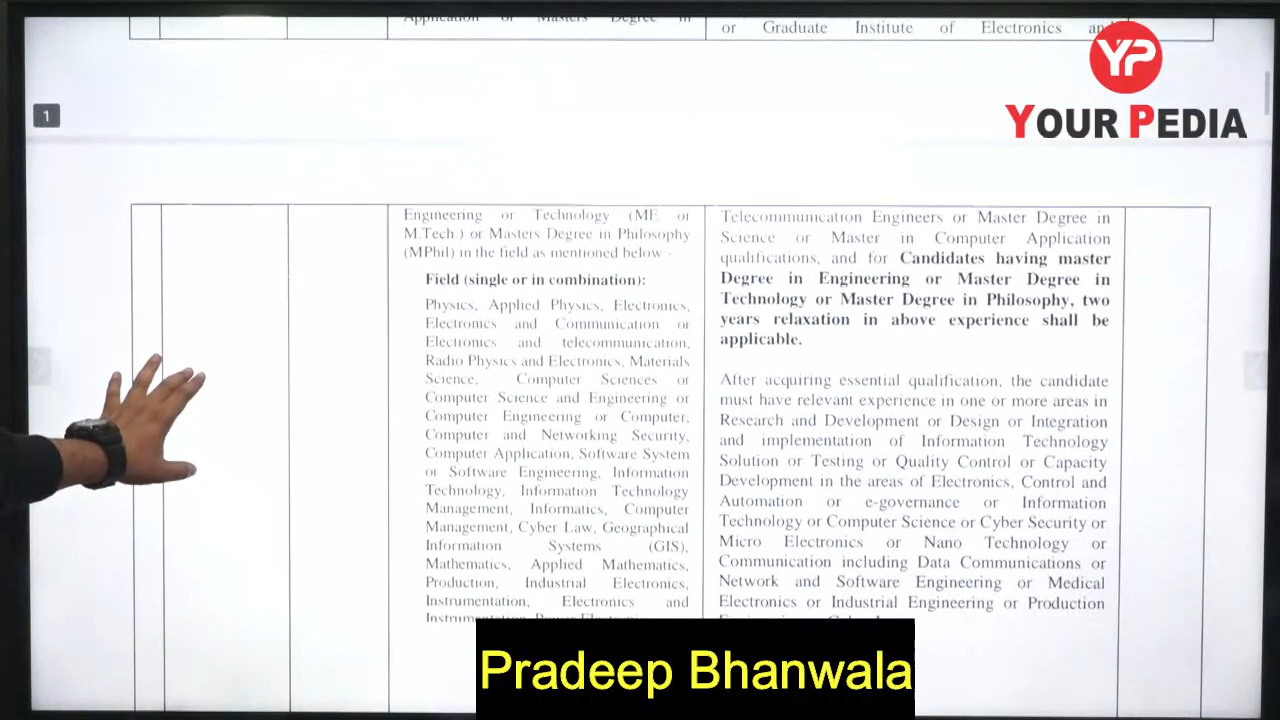 Application or Masters Degree in
or Graduate Institute of Electronics and
YP
YOUR PEDIA
1
Engineering or Technology (ME or
M.Tech.) or Masters Degree in Philosophy
(MPhil) in the field as mentioned below -
Field (single or in combination):
Physics, Applied Physics, Electronics,
Electronics and Communication or
Electronics and telecommunication,
Radio Physics and Electronics, Materials
Science, Computer Sciences or
Computer Science and Engineering or
Computer Engineering or Computer,
Computer and Networking Security,
Computer Application, Software System
or Software Engineering, Information
Technology, Information Technology
Management, Informatics, Computer
Management, Cyber Law, Geographical
Information Systems (GIS),
Mathematics, Applied Mathematics,
Production, Industrial Electronics,
Instrumentation, Electronics and
Telecommunication Engineers or Master Degree in
Science or Master in Computer Application
qualifications, and for Candidates having master
Degree in Engineering or Master Degree in
Technology or Master Degree in Philosophy, two
years relaxation in above experience shall be
applicable.
After acquiring essential qualification, the candidate
must have relevant experience in one or more areas in
Research and Development or Design or Integration
and implementation of Information Technology
Solution or Testing or Quality Control or Capacity
Development in the areas of Electronics, Control and
Automation or e-governance or Information
Technology or Computer Science or Cyber Security or
Micro Electronics or Nano Technology or
Communication including Data Communications or
Network and Software Engineering or Medical
Electronics or Industrial Engineering or Production
Pradeep Bhanwala